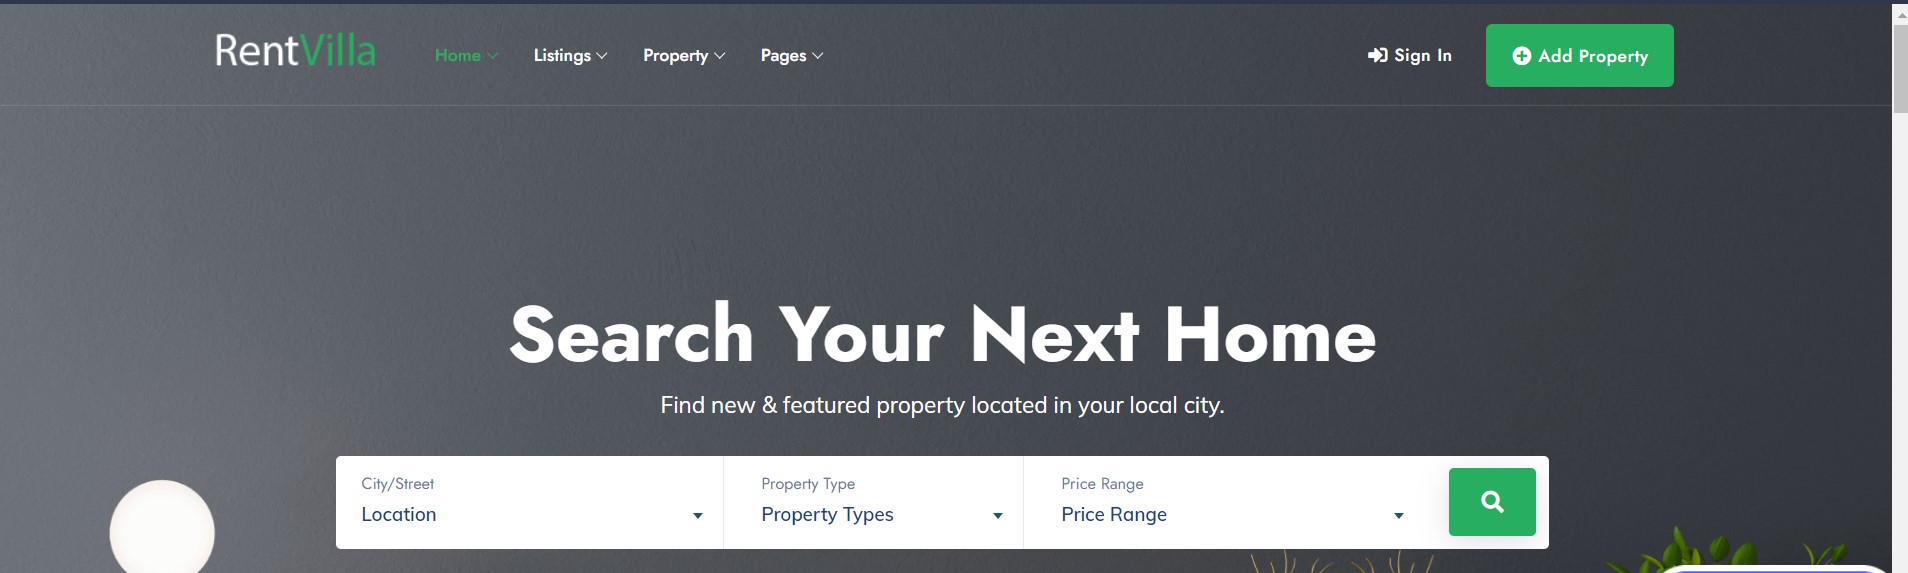 RentVilla Home Listings Property Pages Sign In Add Property
Search Your Next Home
Find new & featured property located in your local city.
City/Street Property Type Price Range
Location Property Types Price Range